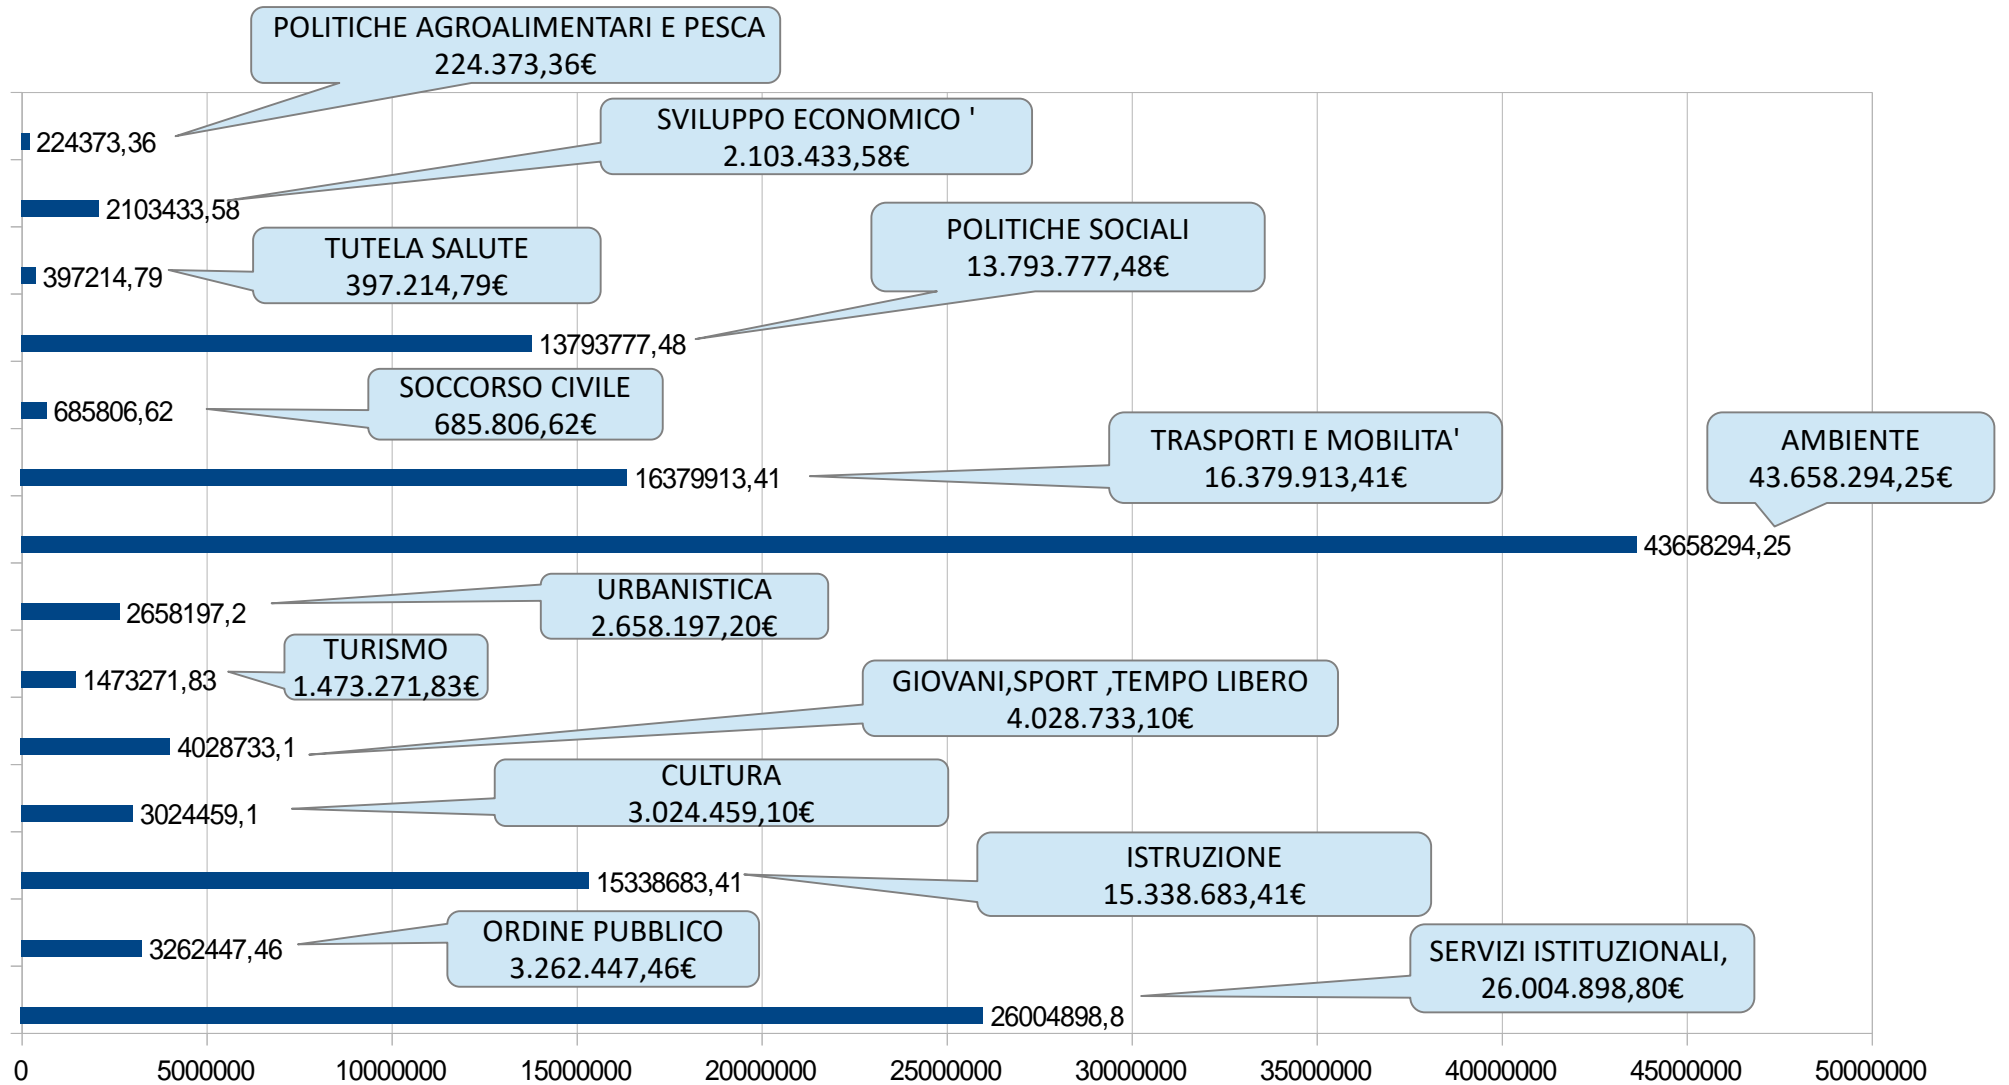 POLITICHE AGROALIMENTARI E PESCA
224.373,36€
224373,36
SVILUPPO ECONOMICO '
2.103.433,58€
2103433,58
TUTELA SALUTE
397.214,79€
397214,79
POLITICHE SOCIALI
13.793.777,48€
13793777,48
SOCCORSO CIVILE
685.806,62€
685806,62
TRASPORTI E MOBILITA'
16.379.913,41€
16379913,41
AMBIENTE
43.658.294,25€
43658294,25
URBANISTICA
2.658.197,20€
2658197,2
TURISMO
1.473.271,83€
1473271,83
GIOVANI,SPORT ,TEMPO LIBERO
4.028.733,10€
4028733,1
CULTURA
3.024.459,10€
3024459,1
ISTRUZIONE
15.338.683,41€
15338683,41
ORDINE PUBBLICO
3.262.447,46€
3262447,46
SERVIZI ISTITUZIONALI,
26.004.898,80€
26004898,8
0 5000000 10000000 15000000 20000000 25000000 30000000 35000000 40000000 45000000 50000000